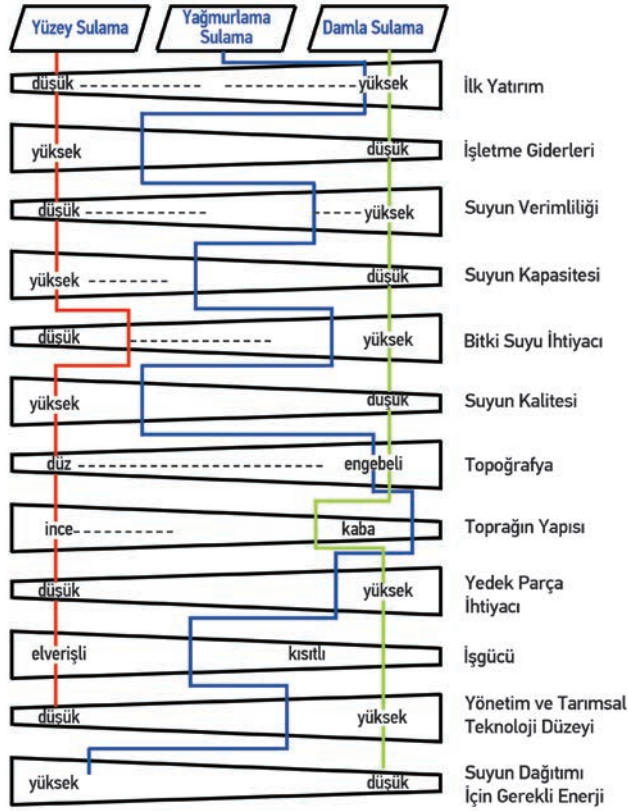 Yüzey Sulama
Yağmurlama
Sulama
Damla Sulama
düşük
yüksek
İlk Yatırım
yüksek
düşük
İşletme Giderleri
düşük
yüksek
Suyun Verimliliği
yüksek
düşük
Suyun Kapasitesi
düşük
yüksek
Bitki Suyu İhtiyacı
yüksek
düşük
Suyun Kalitesi
düz
engebeli
Topoğrafya
ince
kaba
Toprağın Yapısı
düşük
yüksek
Yedek Parça
İhtiyacı
elverişli
kısıtlı
İşgücü
düşük
yüksek
Yönetim ve Tarımsal
Teknoloji Düzeyi
yüksek
düşük
Suyun Dağıtımı
İçin Gerekli Enerji